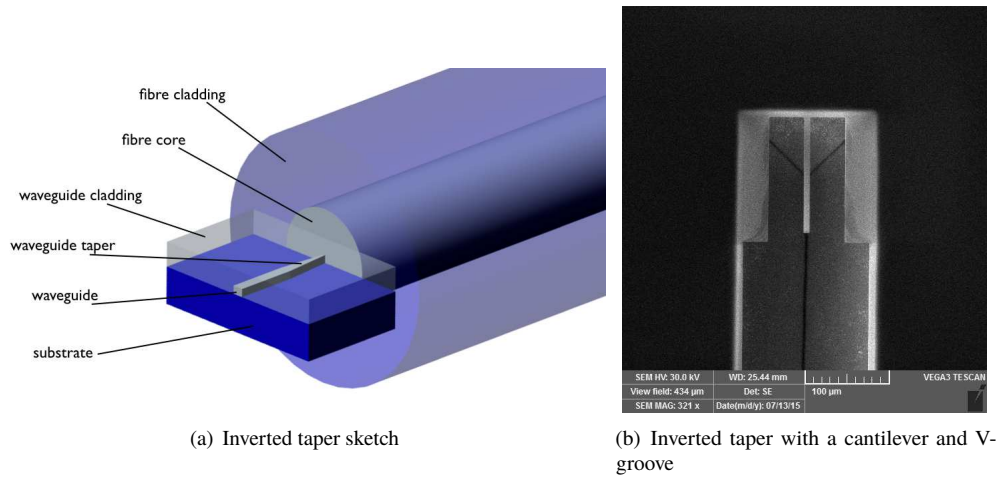 fibre cladding
fibre core
waveguide cladding
waveguide taper
waveguide
substrate
SEM HV: 30.0 kV
WD: 25.44 mm
VEGA3 TESCAN
View field: 434 µm
Det: SE
100 µm
SEM MAG: 321 x
Date(m/d/y): 07/13/15
(a) Inverted taper sketch
(b) Inverted taper with a cantilever and V-
groove